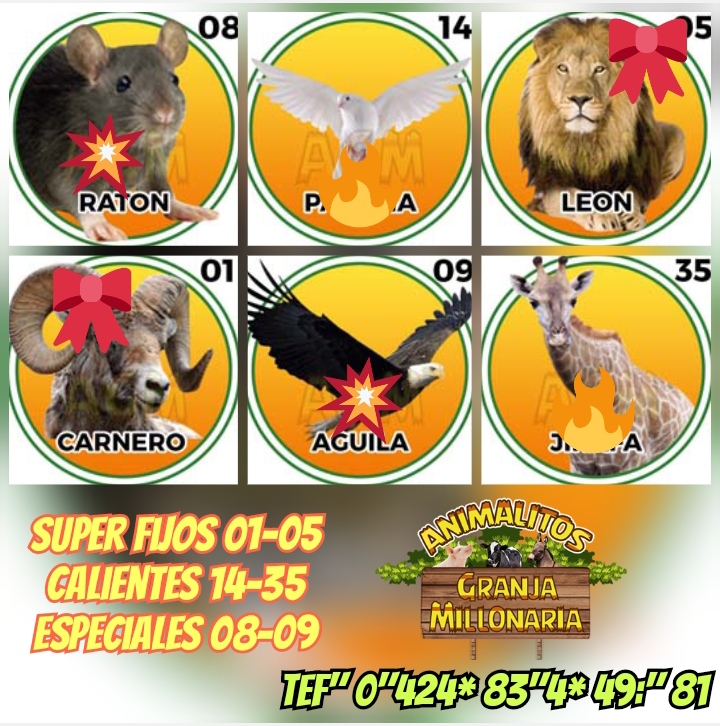 08
14
05
RATON
LEON
01
09
35
CARNERO
AGUILA
SUPER FIJOS 01-05
CALIENTES 14-35
ESPECIALES 08-09
ANIMALITOS
GRANJA
MILLONARIA
TEF" 0"424* 83"4* 49:" 81